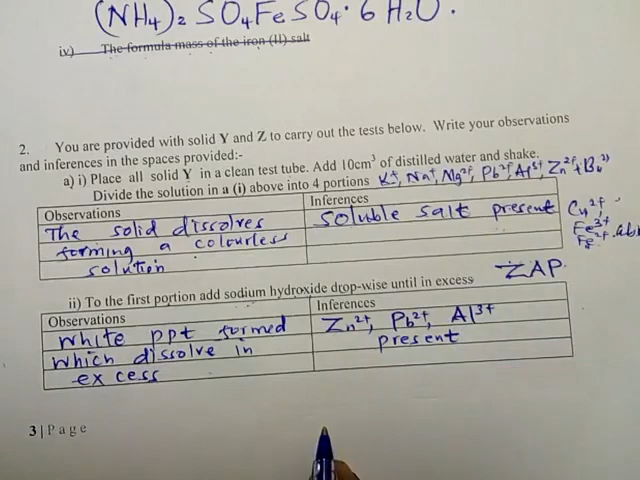 (NH4)2 SO4 FeSO4 · 6 H2O.
iv) The formula mass of the iron (II) salt
2. You are provided with solid Y and Z to carry out the tests below. Write your observations
and inferences in the spaces provided:-
a) i) Place all solid Y in a clean test tube. Add 10cm³ of distilled water and shake.
Divide the solution in a (i) above into 4 portions K+, Na+, Mg2+, Pb2+, Al3+, Zn2+
Observations Inferences
The solid dissolves soluble salt present Cu2+,
forming a colourless Fe3+
solution Fe2+
ZAP.
ii) To the first portion add sodium hydroxide drop-wise until in excess
Observations Inferences
white ppt formed Zn2+, Pb2+, Al3+
which dissolve in present
excess
3 | Page